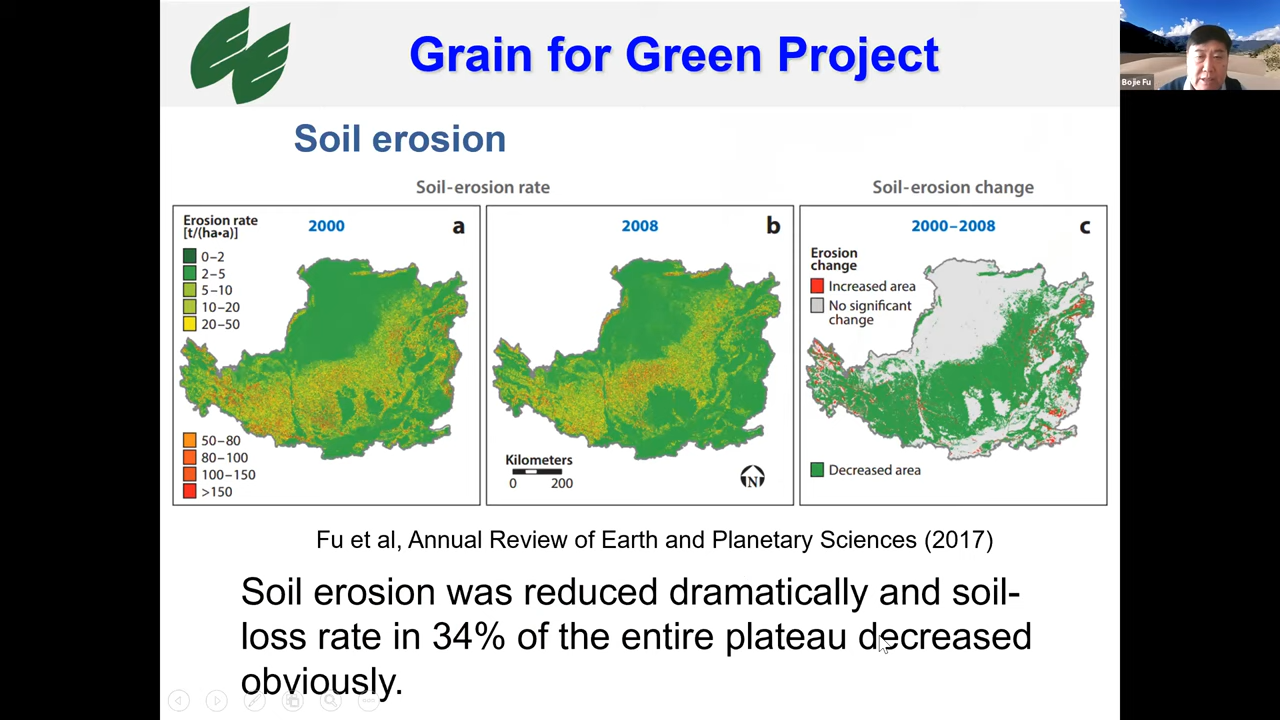 Grain for Green Project
Bojie Fu
Soil erosion
Soil-erosion rate
Soil-erosion change
Erosion rate
[t/(ha•a)]
2000
a
0–2
2–5
5–10
10–20
20–50
50–80
80–100
100–150
>150
2008
b
Kilometers
0 200
N
2000–2008
c
Erosion
change
Increased area
No significant
change
Decreased area
Fu et al, Annual Review of Earth and Planetary Sciences (2017)
Soil erosion was reduced dramatically and soil-
loss rate in 34% of the entire plateau decreased
obviously.